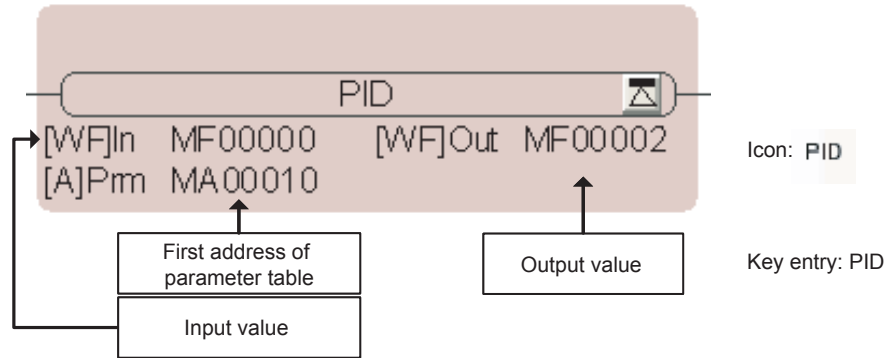 PID
[WF]In MF00000 [WF]Out MF00002
[A]Prm MA00010
Icon: PID
First address of
parameter table
Output value
Key entry: PID
Input value